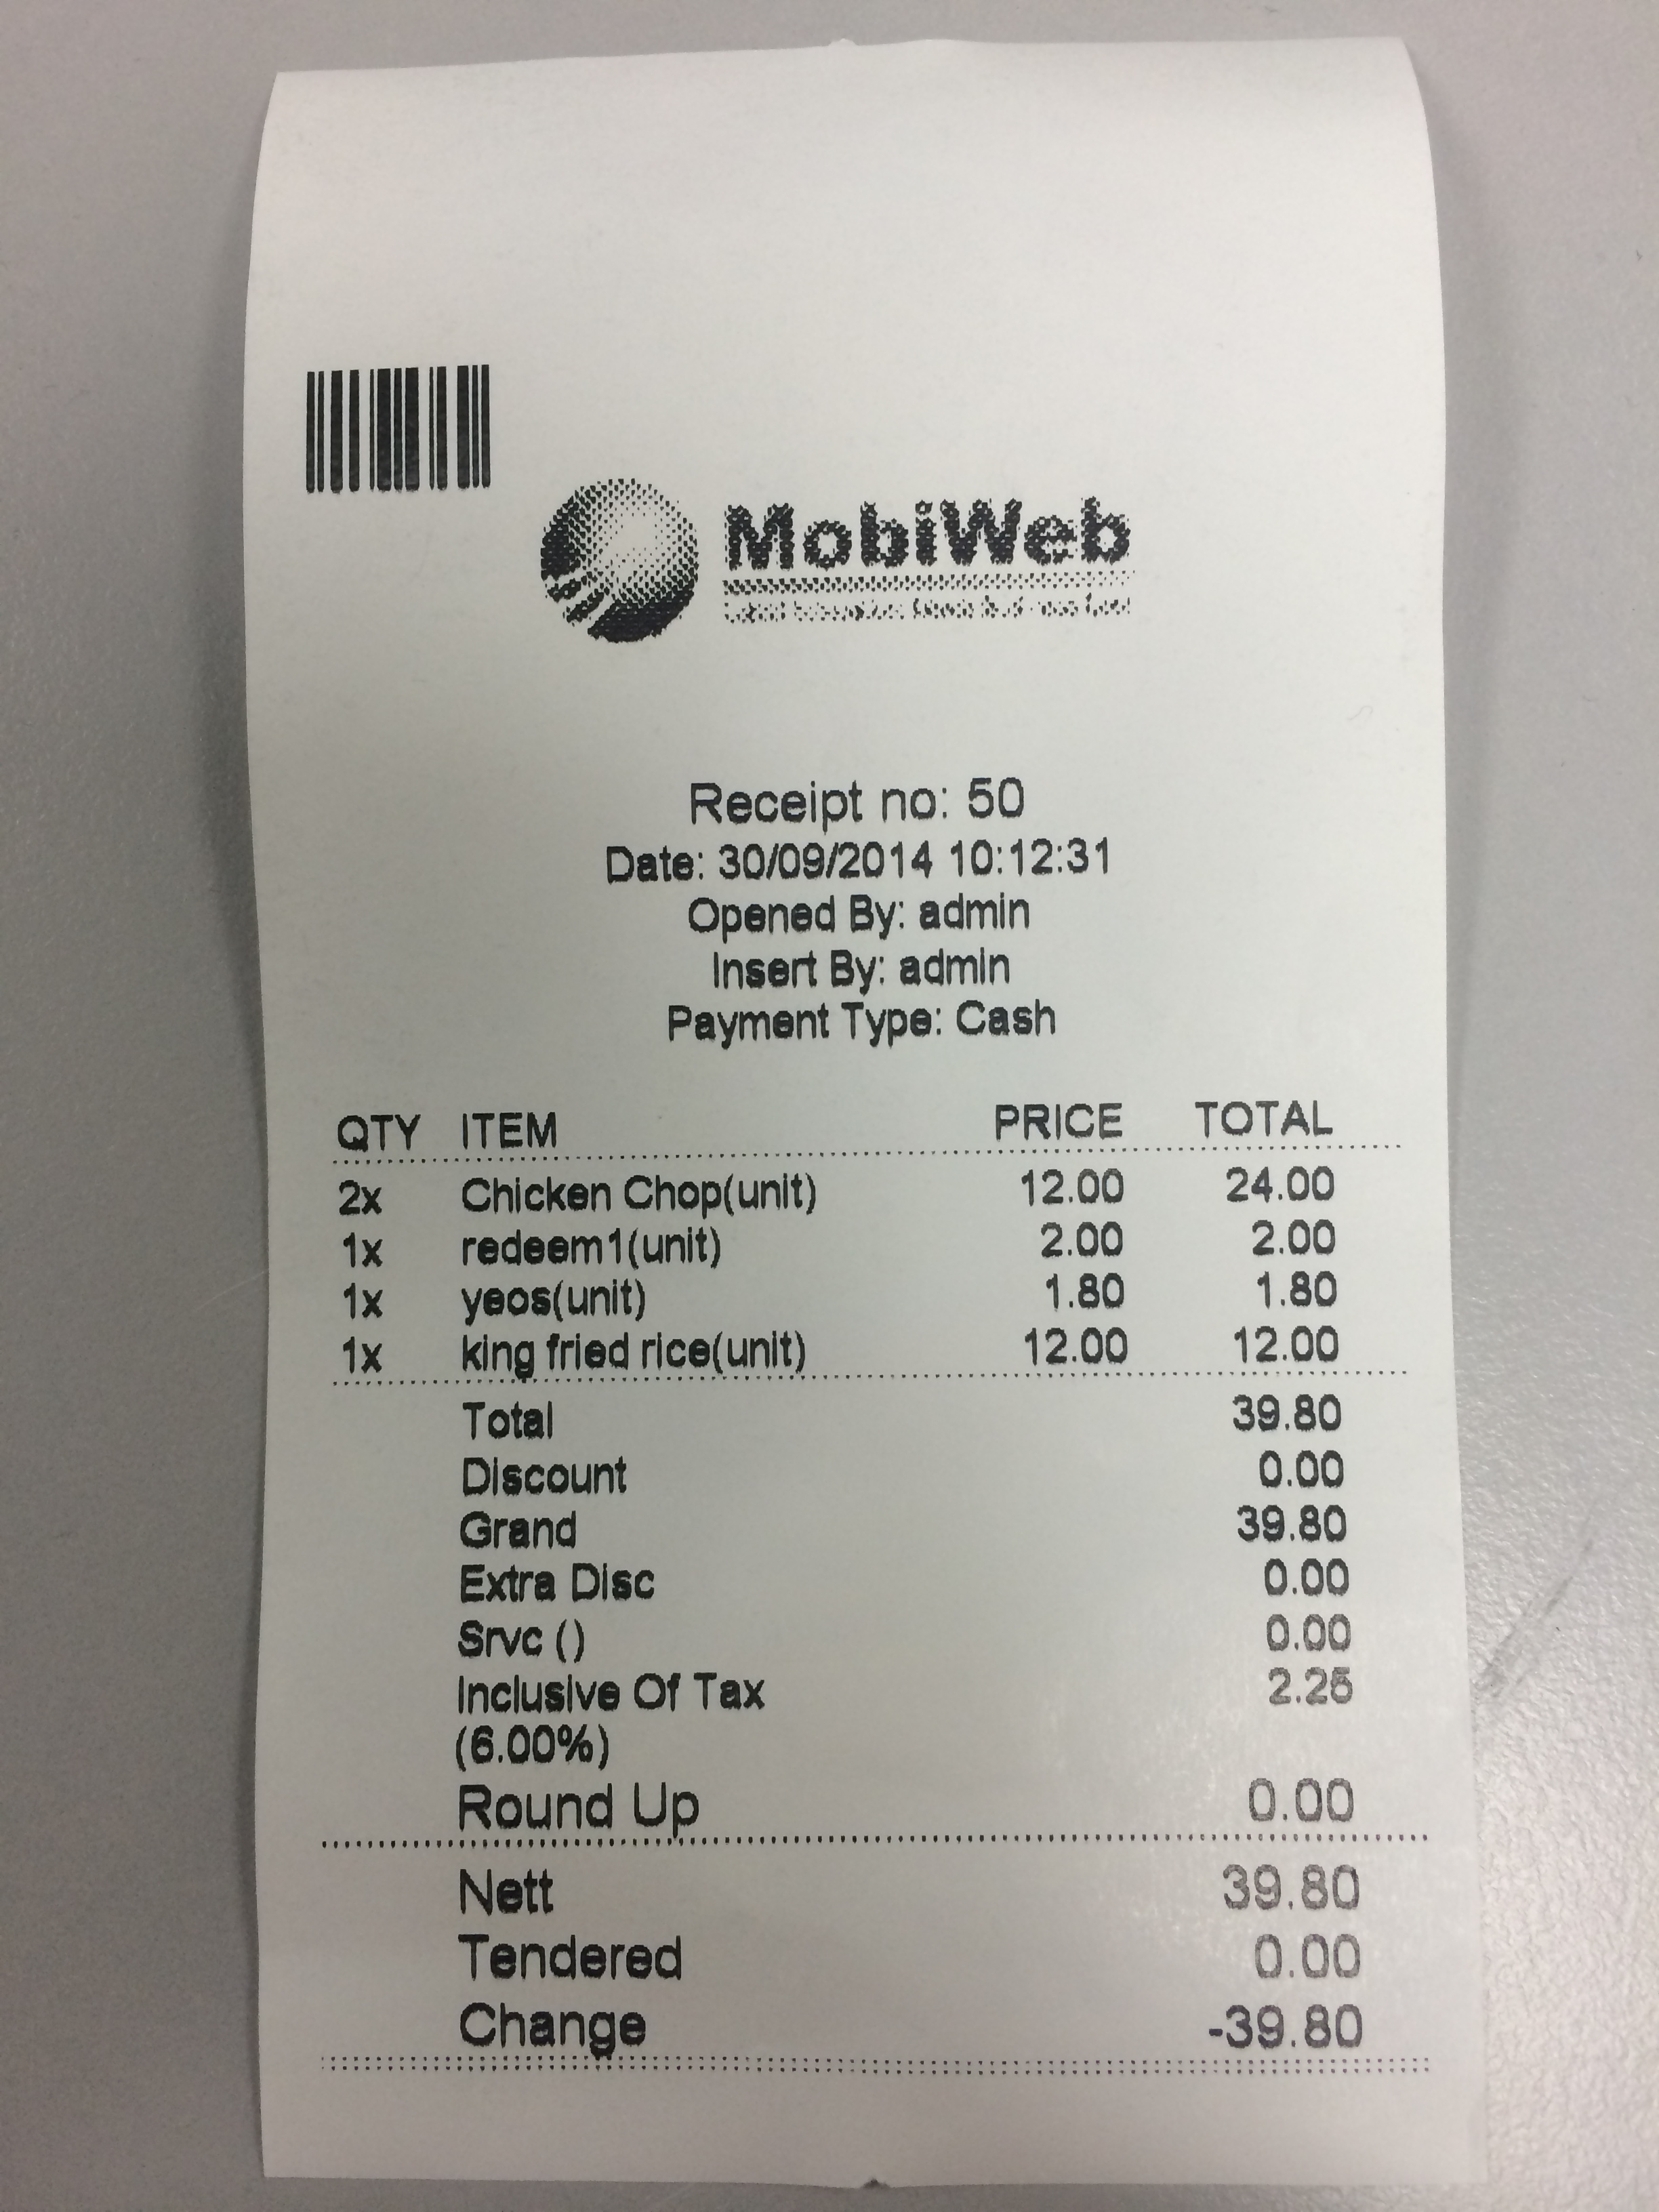 MobiWeb
Receipt no: 50
Date: 30/09/2014 10:12:31
Opened By: admin
Insert By: admin
Payment Type: Cash
QTY ITEM PRICE TOTAL
2x Chicken Chop(unit) 12.00 24.00
1x redeem1(unit) 2.00 2.00
1x yeos(unit) 1.80 1.80
1x king fried rice(unit) 12.00 12.00
Total 39.80
Discount 0.00
Grand 39.80
Extra Disc 0.00
Srvc () 0.00
Inclusive Of Tax 2.25
(6.00%)
Round Up 0.00
Nett 39.80
Tendered 0.00
Change -39.80